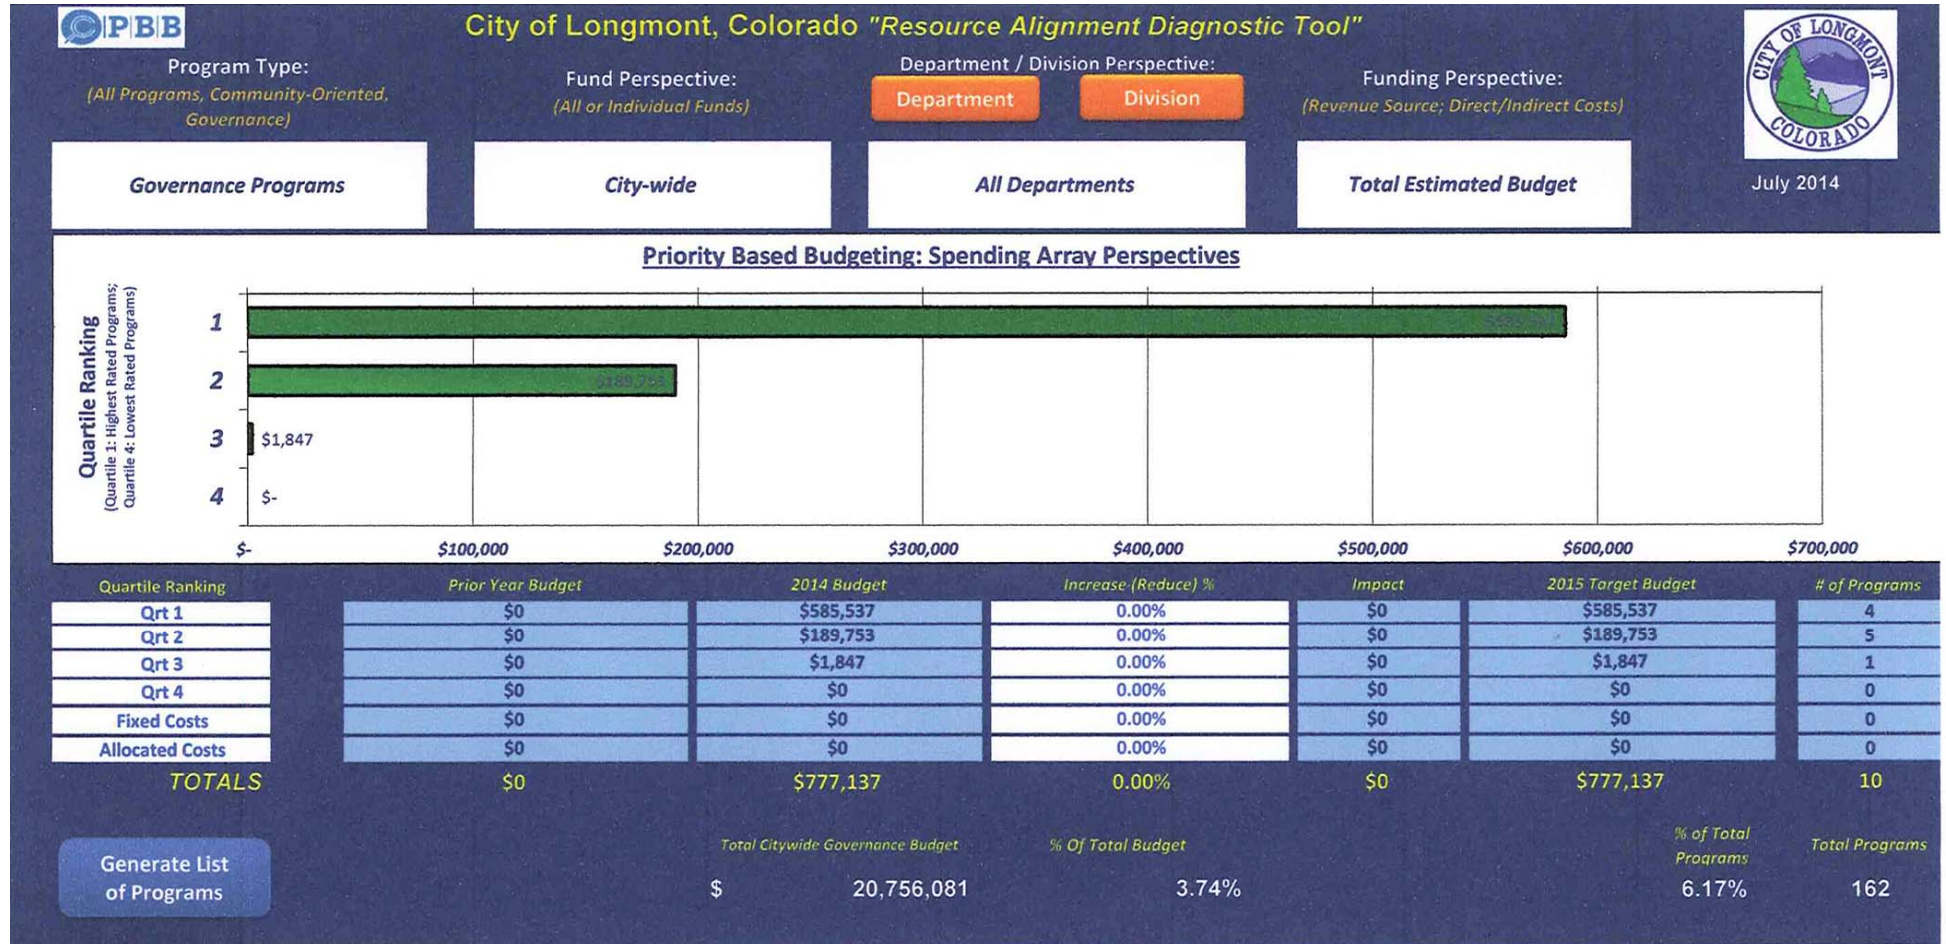 PBB
City of Longmont, Colorado "Resource Alignment Diagnostic Tool"
Program Type:
(All Programs, Community-Oriented,
Governance)
Fund Perspective:
(All or Individual Funds)
Department / Division Perspective:
Department Division
Funding Perspective:
(Revenue Source; Direct/Indirect Costs)
CITY OF LONGMONT
COLORADO
Governance Programs City-wide All Departments Total Estimated Budget July 2014
Priority Based Budgeting: Spending Array Perspectives
Quartile Ranking
(Quartile 1: Highest Rated Programs;
Quartile 4: Lowest Rated Programs)
1
2 $189,753
3 $1,847
4 $-
$- $100,000 $200,000 $300,000 $400,000 $500,000 $600,000 $700,000
Quartile Ranking Prior Year Budget 2014 Budget Increase (Reduce) % Impact 2015 Target Budget # of Programs
Qrt 1 $0 $585,537 0.00% $0 $585,537 4
Qrt 2 $0 $189,753 0.00% $0 $189,753 5
Qrt 3 $0 $1,847 0.00% $0 $1,847 1
Qrt 4 $0 $0 0.00% $0 $0 0
Fixed Costs $0 $0 0.00% $0 $0 0
Allocated Costs $0 $0 0.00% $0 $0 0
TOTALS $0 $777,137 0.00% $0 $777,137 10
Generate List
of Programs
Total Citywide Governance Budget % Of Total Budget
$ 20,756,081 3.74%
% of Total
Programs
Total Programs
6.17% 162